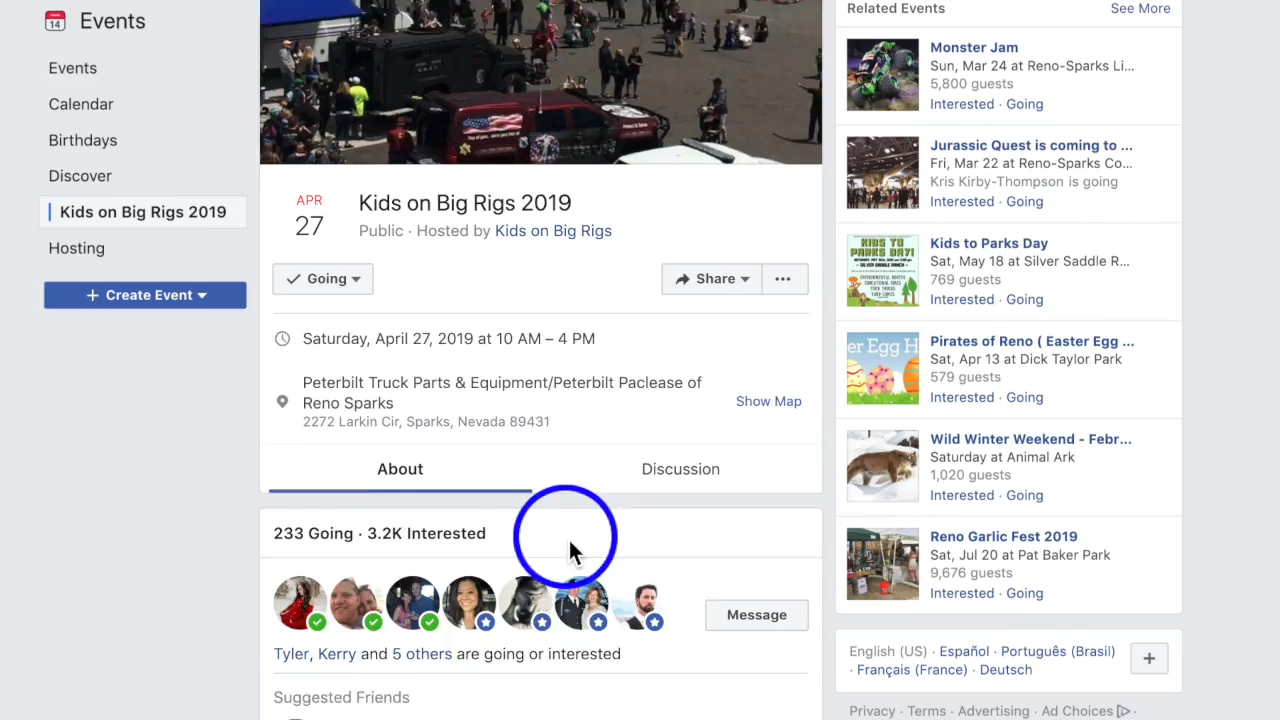 14
Events
Events
Calendar
Birthdays
Discover
Kids on Big Rigs 2019
Hosting
+ Create Event
APR
27
Kids on Big Rigs 2019
Public · Hosted by Kids on Big Rigs
Going
Share
Saturday, April 27, 2019 at 10 AM – 4 PM
Peterbilt Truck Parts & Equipment/Peterbilt Paclease of
Reno Sparks
2272 Larkin Cir, Sparks, Nevada 89431
Show Map
About
Discussion
233 Going · 3.2K Interested
Message
Tyler, Kerry and 5 others are going or interested
Suggested Friends
Related Events
See More
Monster Jam
Sun, Mar 24 at Reno-Sparks Li...
5,800 guests
Interested · Going
Jurassic Quest is coming to ...
Fri, Mar 22 at Reno-Sparks Co...
Kris Kirby-Thompson is going
Interested · Going
KIDS TO
PARKS DAY!
Kids to Parks Day
Sat, May 18 at Silver Saddle R...
769 guests
Interested · Going
er Egg H
Pirates of Reno ( Easter Egg ...
Sat, Apr 13 at Dick Taylor Park
579 guests
Interested · Going
Wild Winter Weekend - Febr...
Saturday at Animal Ark
1,020 guests
Interested · Going
Reno Garlic Fest 2019
Sat, Jul 20 at Pat Baker Park
9,676 guests
Interested · Going
English (US) · Español · Português (Brasil)
· Français (France) · Deutsch
+
Privacy · Terms · Advertising · Ad Choices ·